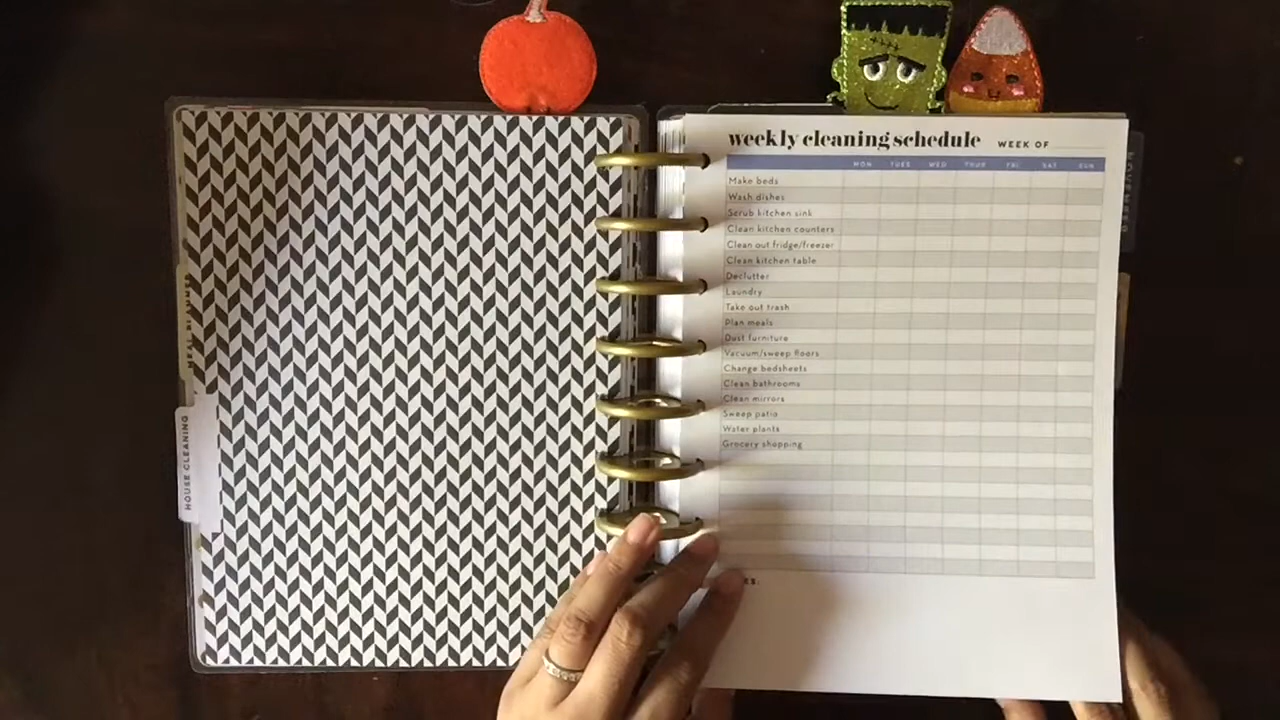 weekly cleaning schedule WEEK OF
MON TUES WED THUR FRI SAT SUN
Make beds
Wash dishes
Scrub kitchen sink
Clean kitchen counters
Clean out fridge/freezer
Clean kitchen table
Declutter
Laundry
Take out trash
Plan meals
Dust furniture
Vacuum/sweep floors
Change bedsheets
Clean bathrooms
Clean mirrors
Sweep patio
Water plants
Grocery shopping
MEAL PLANNER
HOUSE CLEANING